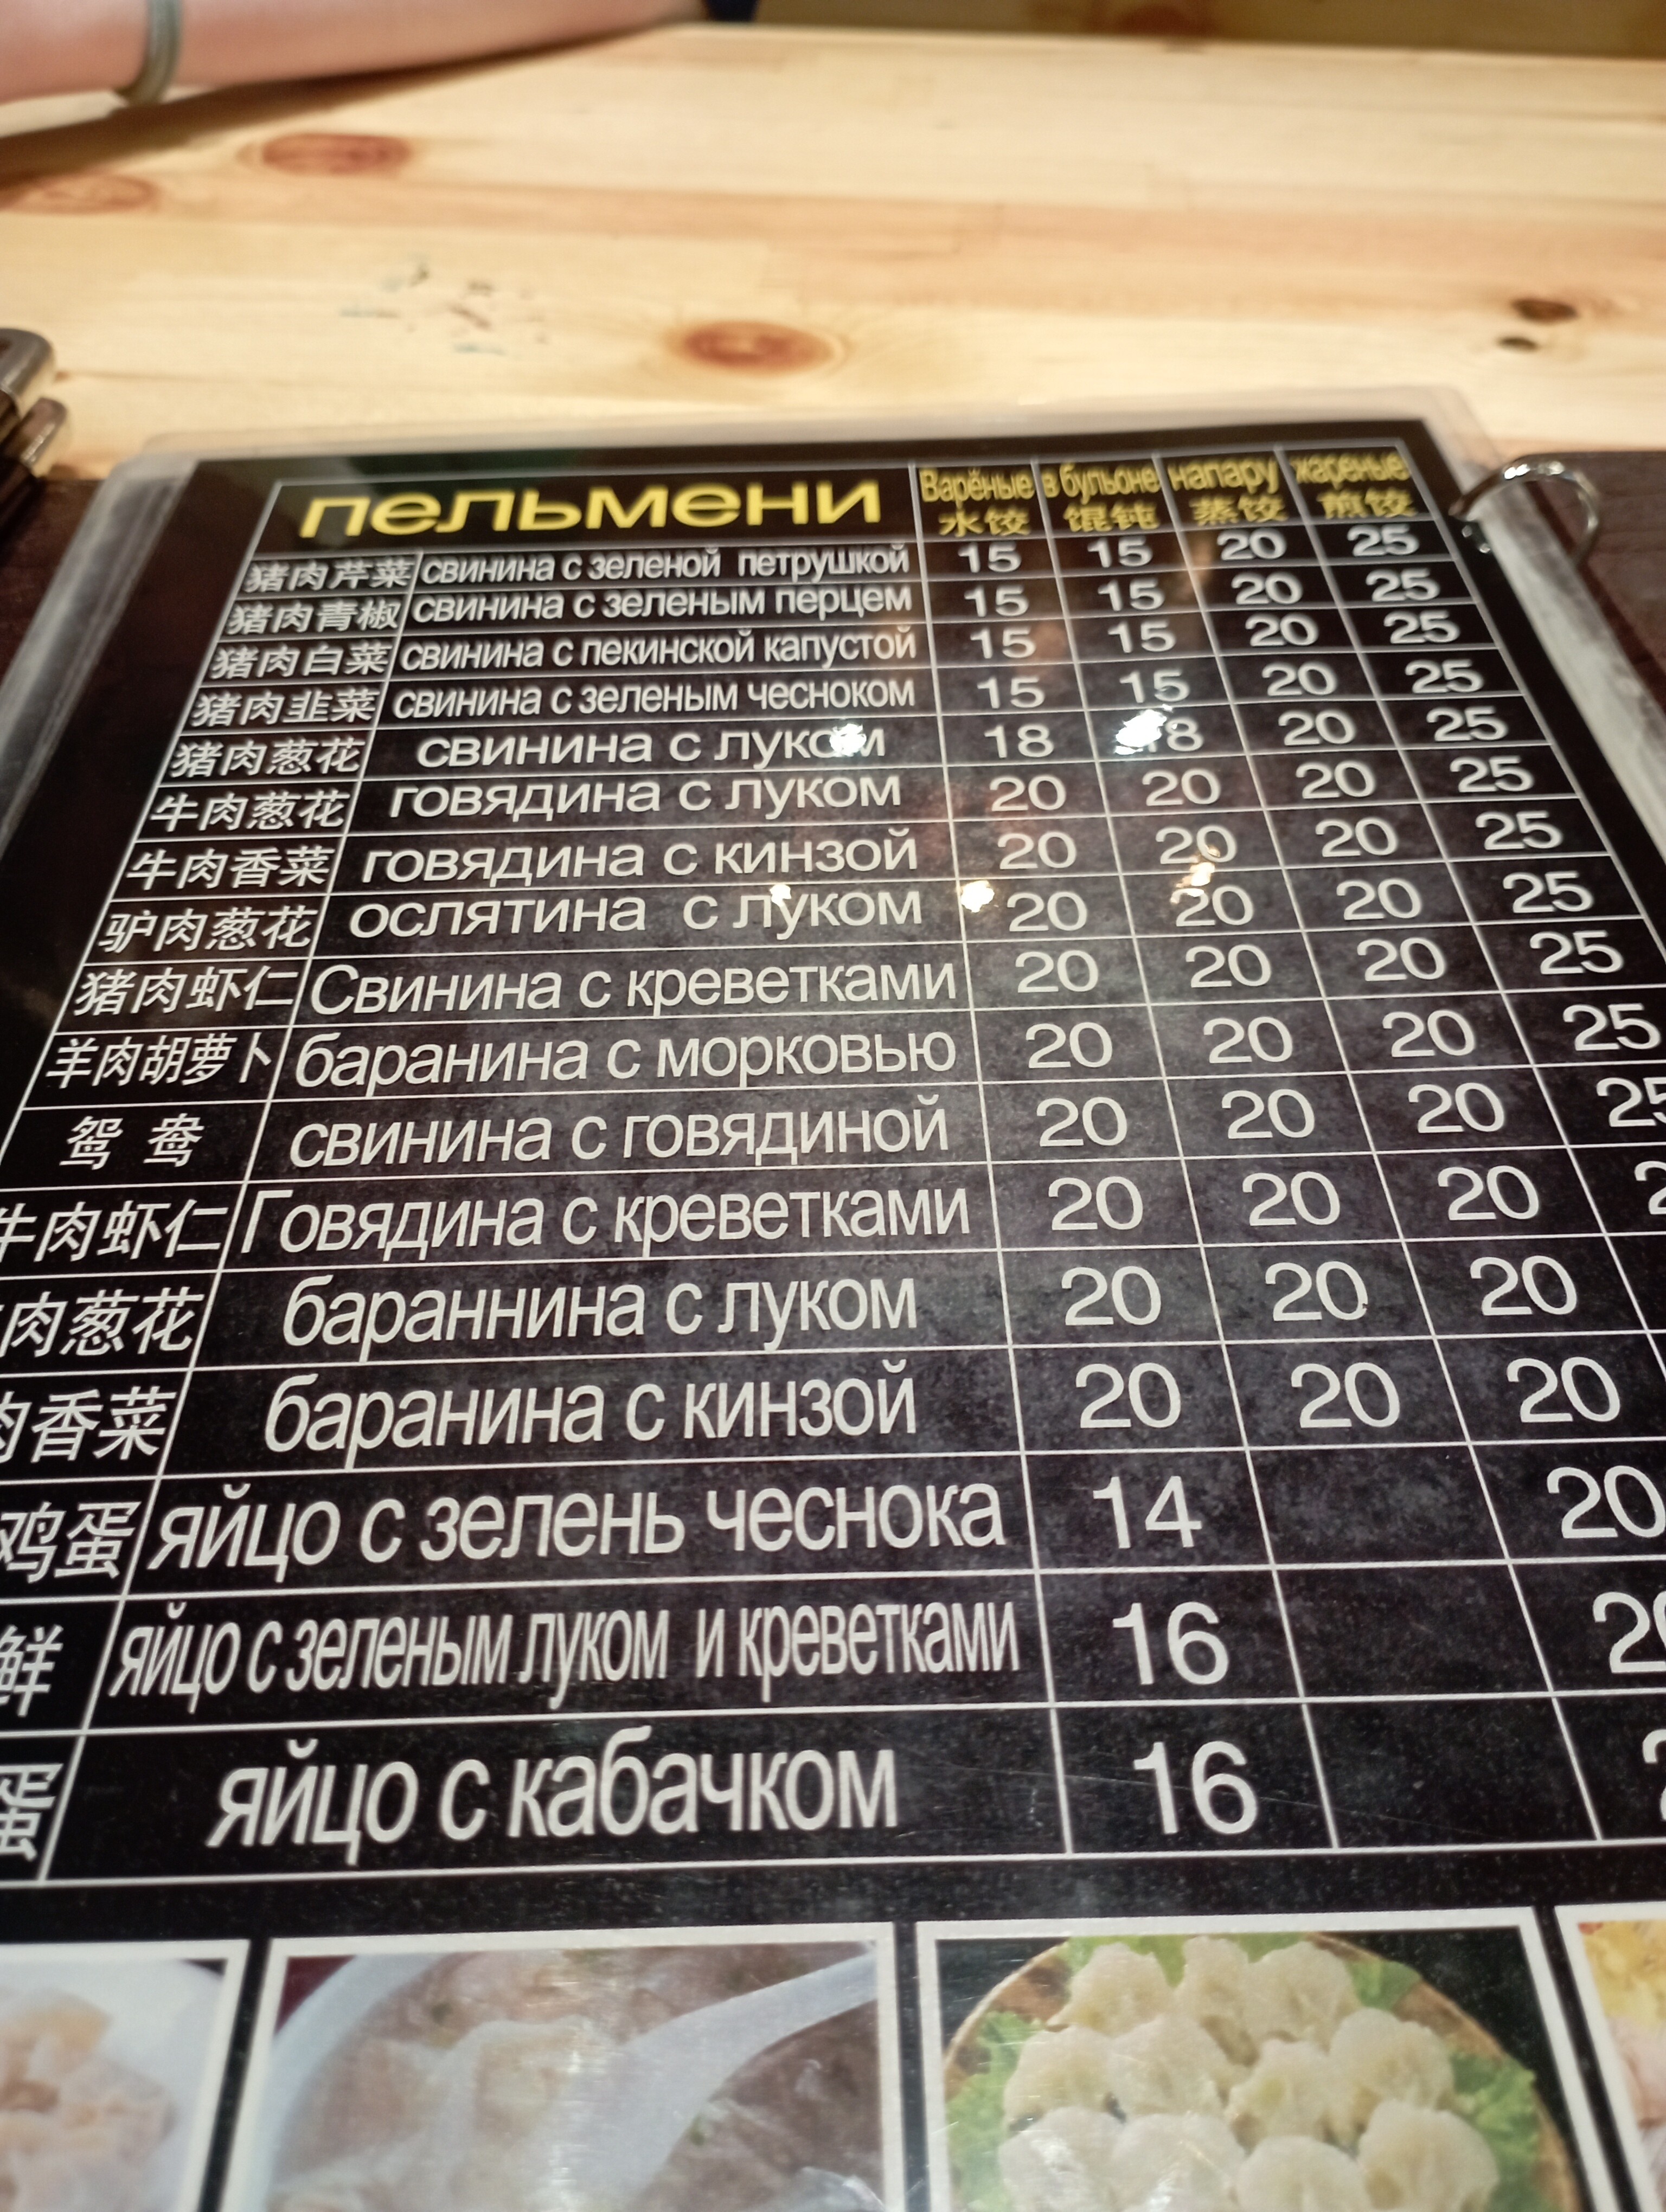 пельмени Варёные в бульоне напару жареные
水饺 馄饨 蒸饺 煎饺
猪肉芹菜 свинина с зеленой петрушкой 15 15 20 25
猪肉青椒 свинина с зеленым перцем 15 15 20 25
猪肉白菜 свинина с пекинской капустой 15 15 20 25
猪肉韭菜 свинина с зеленым чесноком 15 15 20 25
猪肉葱花 свинина с луком 18 18 20 25
牛肉葱花 говядина с луком 20 20 20 25
牛肉香菜 говядина с кинзой 20 20 20 25
驴肉葱花 ослятина с луком 20 20 20 25
猪肉虾仁 Свинина с креветками 20 20 20 25
羊肉胡萝卜 баранина с морковью 20 20 20 25
鸳鸯 свинина с говядиной 20 20 20 25
牛肉虾仁 Говядина с креветками 20 20 20
肉葱花 бараннина с луком 20 20 20
肉香菜 баранина с кинзой 20 20 20
鸡蛋 яйцо с зелень чеснока 14 20
鲜 яйцо с зеленым луком и креветками 16
蛋 яйцо с кабачком 16